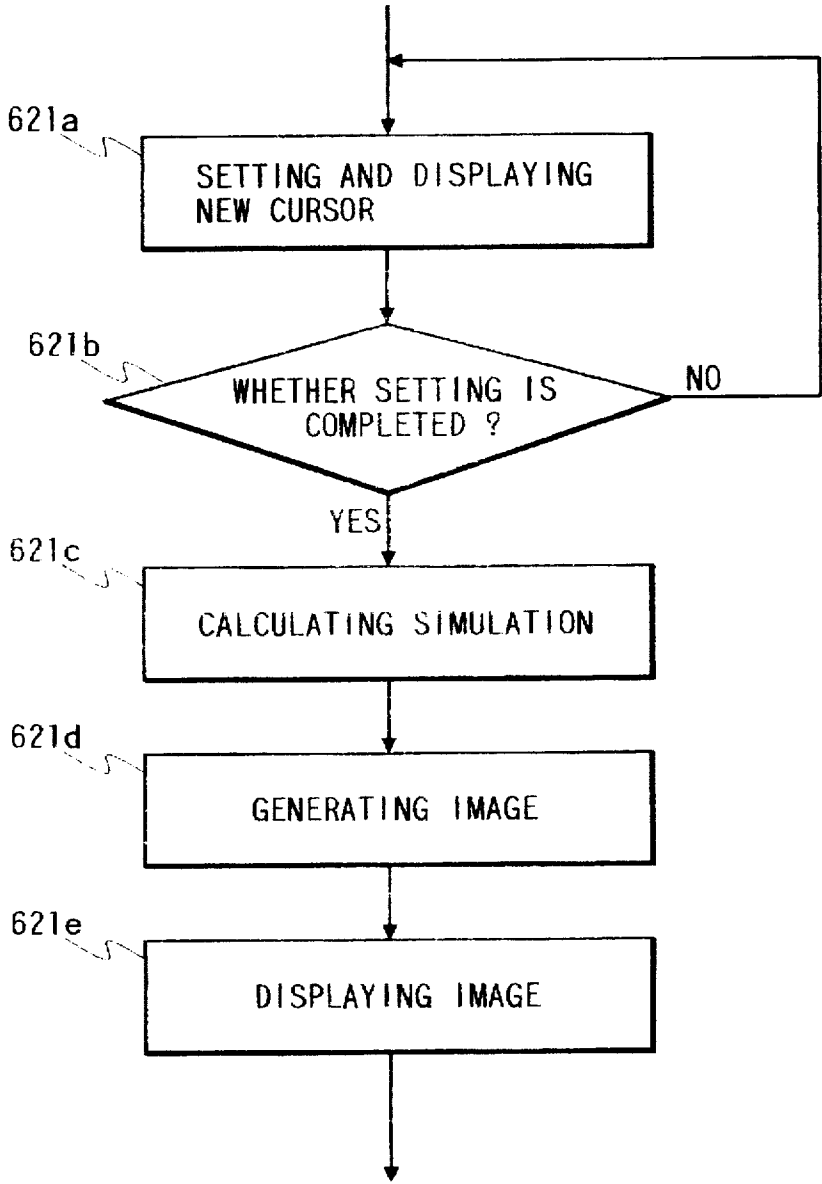 621a
SETTING AND DISPLAYING
NEW CURSOR
621b
WHETHER SETTING IS
COMPLETED ?
NO
YES
621c
CALCULATING SIMULATION
621d
GENERATING IMAGE
621e
DISPLAYING IMAGE